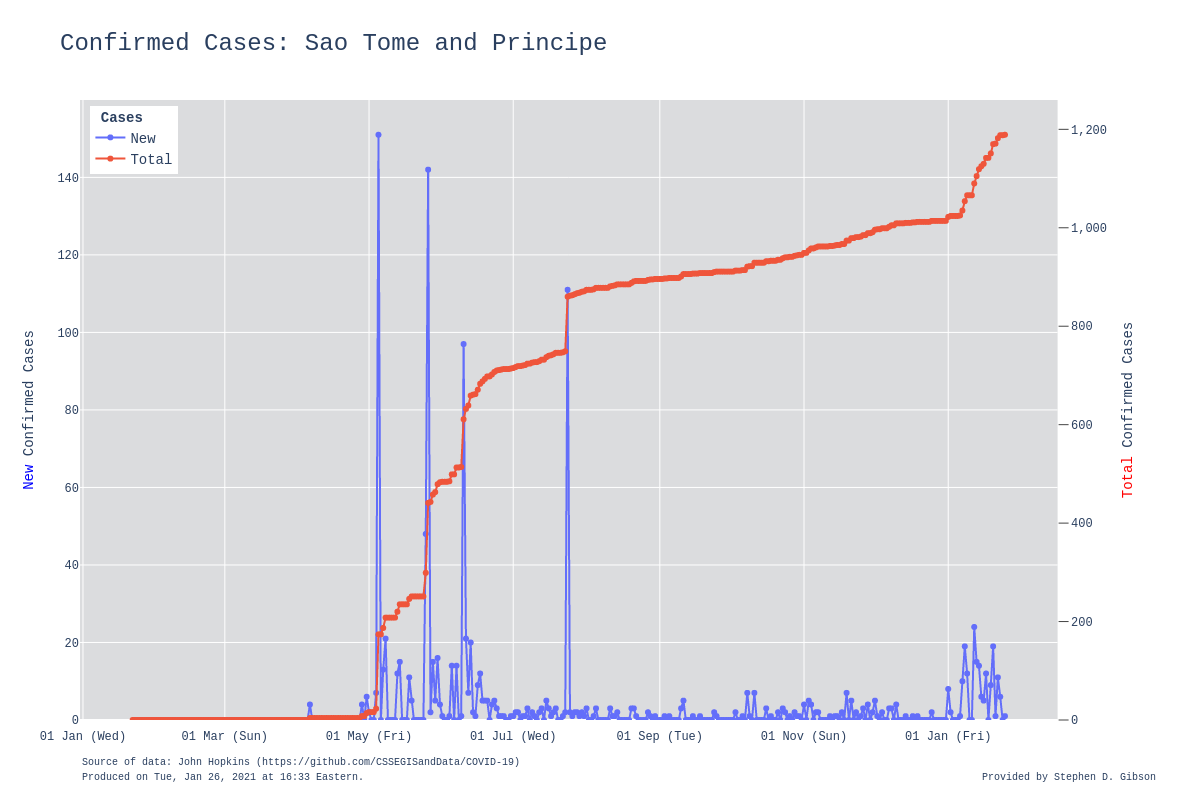 Confirmed Cases: Sao Tome and Principe
Cases
New
Total
140
120
100
80
60
40
20
0
1,200
1,000
800
600
400
200
0
New Confirmed Cases
Total Confirmed Cases
01 Jan (Wed)
01 Mar (Sun)
01 May (Fri)
01 Jul (Wed)
01 Sep (Tue)
01 Nov (Sun)
01 Jan (Fri)
Source of data: John Hopkins (https://github.com/CSSEGISandData/COVID-19)
Produced on Tue, Jan 26, 2021 at 16:33 Eastern.
Provided by Stephen D. Gibson